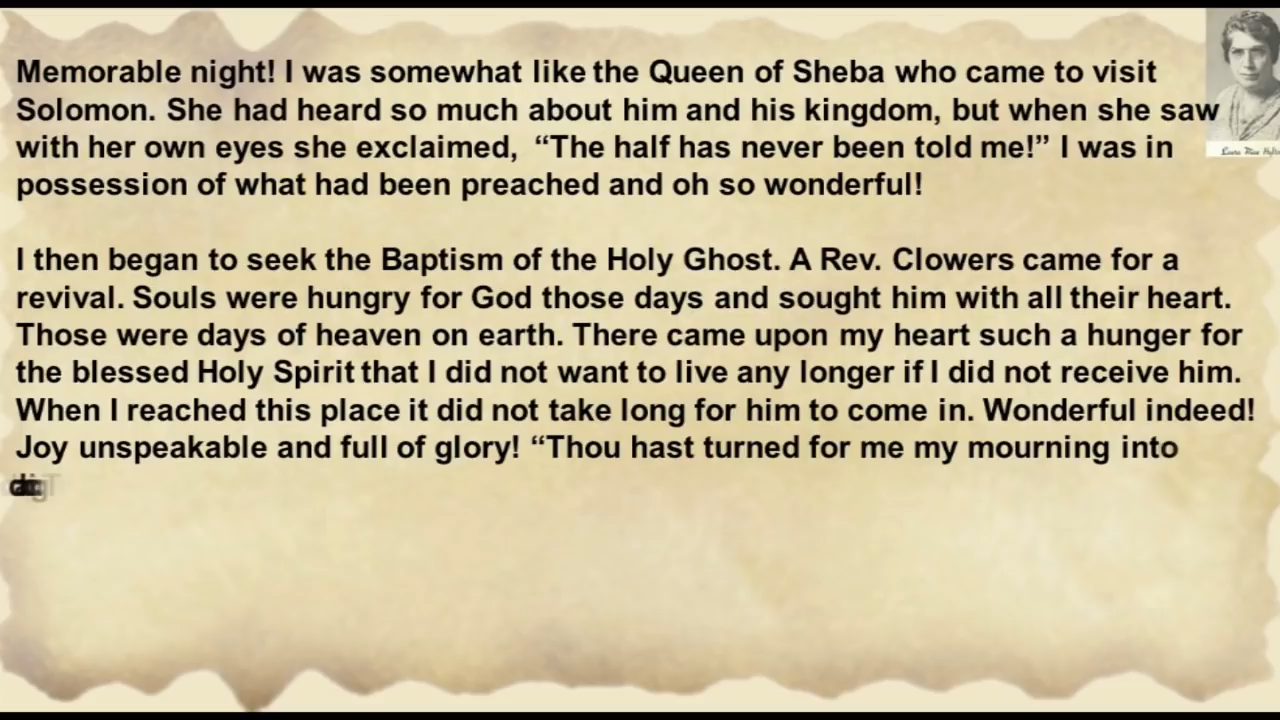 Memorable night! I was somewhat like the Queen of Sheba who came to visit
Solomon. She had heard so much about him and his kingdom, but when she saw
with her own eyes she exclaimed, “The half has never been told me!” I was in
possession of what had been preached and oh so wonderful!
I then began to seek the Baptism of the Holy Ghost. A Rev. Clowers came for a
revival. Souls were hungry for God those days and sought him with all their heart.
Those were days of heaven on earth. There came upon my heart such a hunger for
the blessed Holy Spirit that I did not want to live any longer if I did not receive him.
When I reached this place it did not take long for him to come in. Wonderful indeed!
Joy unspeakable and full of glory! “Thou hast turned for me my mourning into